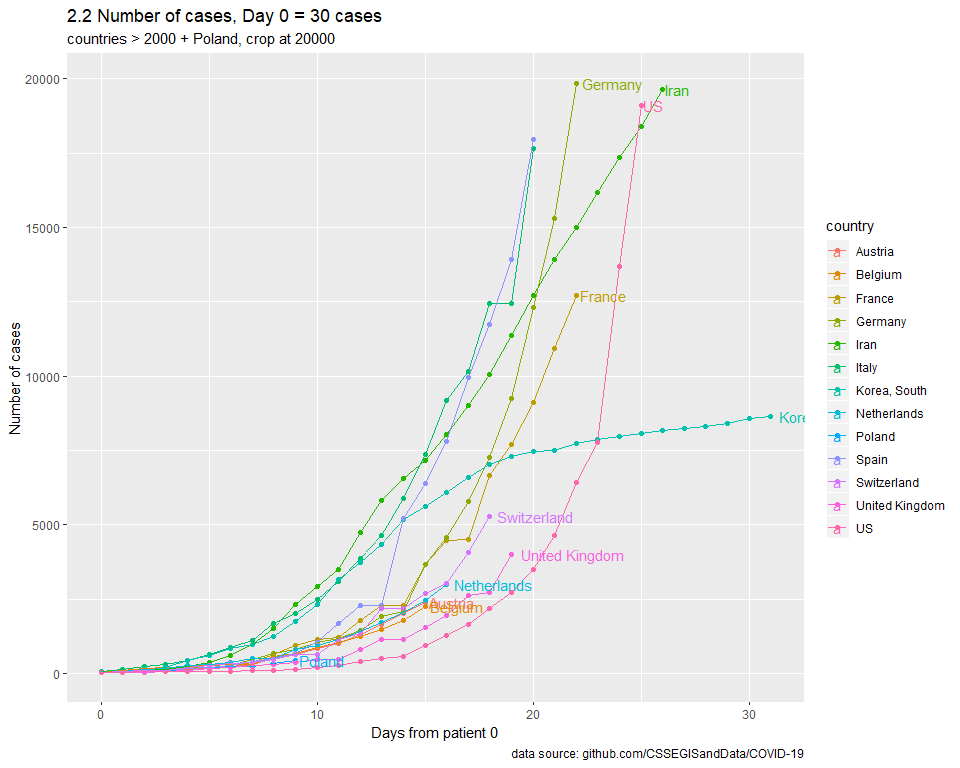 2.2 Number of cases, Day 0 = 30 cases
countries > 2000 + Poland, crop at 20000
20000
15000
10000
5000
0
Number of cases
Germany
Iran
US
France
Kore
Switzerland
United Kingdom
Netherlands
Austria
Belgium
Poland
0
10
20
30
Days from patient 0
data source: github.com/CSSEGISandData/COVID-19
country
a Austria
a Belgium
a France
a Germany
a Iran
a Italy
a Korea, South
a Netherlands
a Poland
a Spain
a Switzerland
a United Kingdom
a US